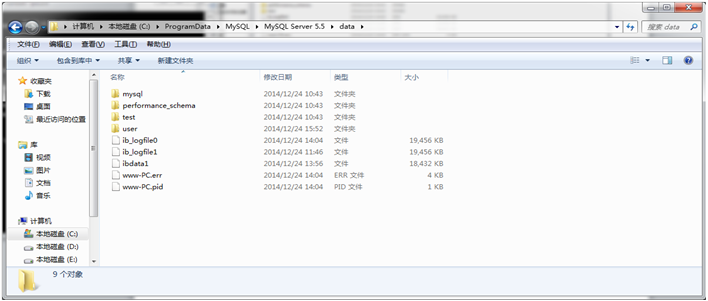 计算机 ▸ 本地磁盘 (C:) ▸ ProgramData ▸ MySQL ▸ MySQL Server 5.5 ▸ data ▸
搜索 data
文件(F) 编辑(E) 查看(V) 工具(T) 帮助(H)
组织 包含到库中 共享 新建文件夹
收藏夹
下载
桌面
最近访问的位置
库
视频
图片
文档
音乐
计算机
本地磁盘 (C:)
本地磁盘 (D:)
本地磁盘 (E:)
名称 修改日期 类型 大小
mysql 2014/12/24 10:43 文件夹
performance_schema 2014/12/24 10:43 文件夹
test 2014/12/24 10:43 文件夹
user 2014/12/24 15:52 文件夹
ib_logfile0 2014/12/24 14:04 文件 19,456 KB
ib_logfile1 2014/12/24 11:46 文件 19,456 KB
ibdata1 2014/12/24 13:56 文件 18,432 KB
www-PC.err 2014/12/24 14:04 ERR 文件 4 KB
www-PC.pid 2014/12/24 14:04 PID 文件 1 KB
9 个对象